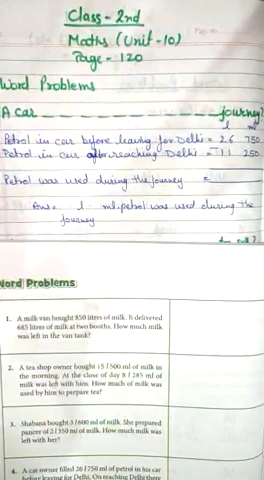 Class - 2nd
Maths (Unit - 10)
Page - 120
Word Problems
A car journey?
l ml
Petrol in car before leaving for Delhi = 26 750
Petrol in car after reaching Delhi = -11 250
Petrol was used during the journey =
Ans = l ml. petrol was used during the
journey
Word Problems
1. A milk van bought 850 litres of milk. It delivered
685 litres of milk at two booths. How much milk
was left in the van tank?
2. A tea shop owner bought 15 l 500 ml of milk in
the morning. At the close of day 8 l 285 ml of
milk was left with him. How much of milk was
used by him to perpare tea?
3. Shabana bought 3 l 600 ml of milk. She prepared
paneer of 2 l 350 ml of milk. How much milk was
left with her?
4. A car owner filled 26 l 750 ml of petrol in his car
before leaving for Delhi. On reaching Delhi there